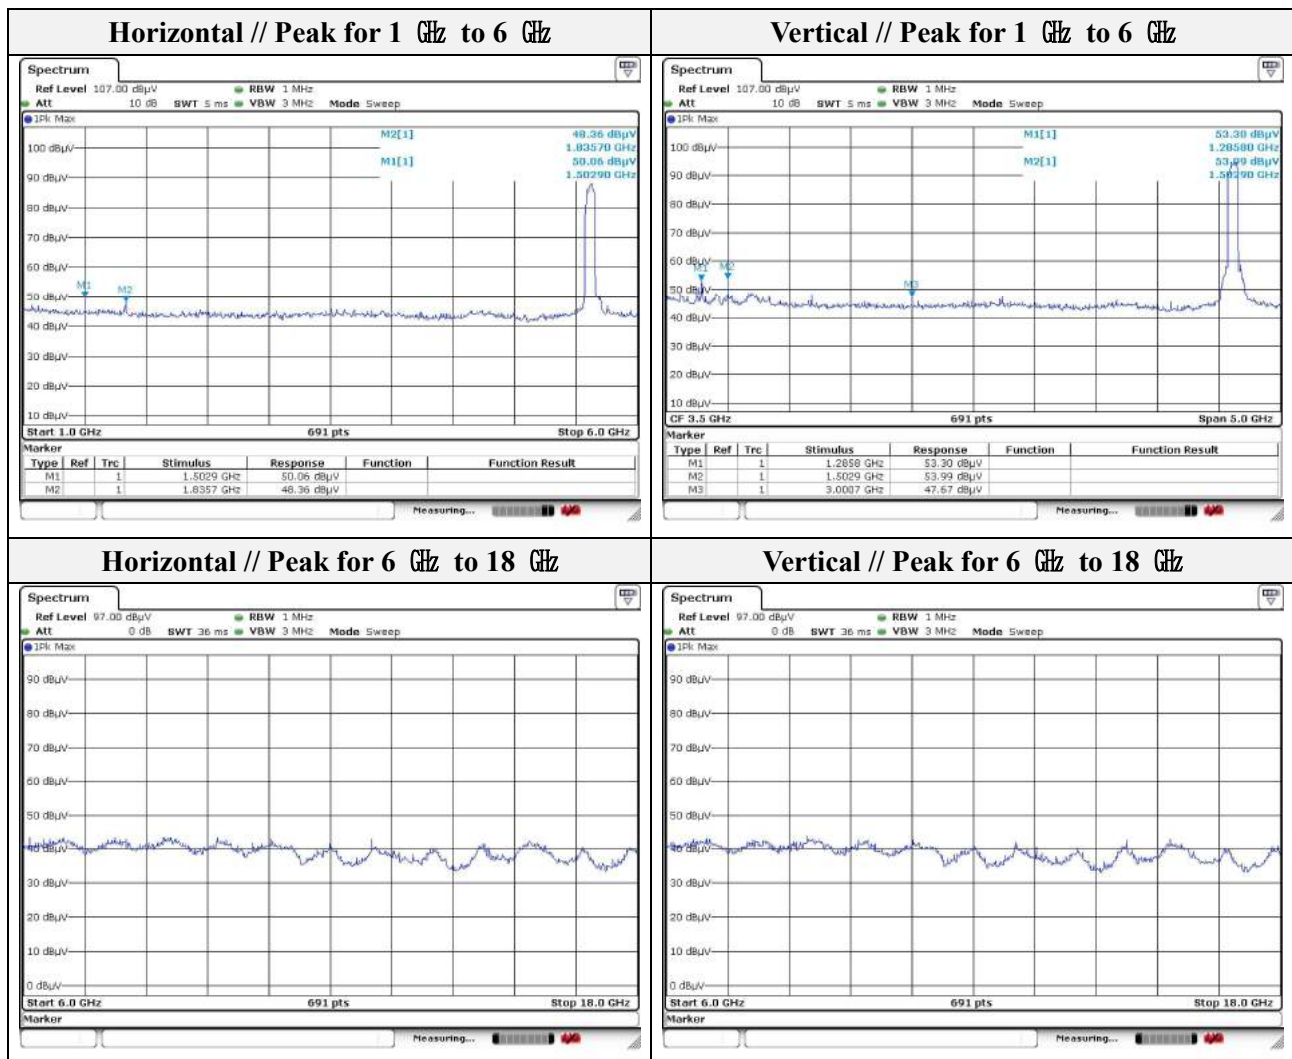 Horizontal // Peak for 1 ㎓ to 6 ㎓
Vertical // Peak for 1 ㎓ to 6 ㎓
Spectrum
Ref Level 107.00 dBµV RBW 1 MHz
Att 10 dB SWT 5 ms VBW 3 MHz Mode Sweep
1Pk Max
M2[1] 48.36 dBµV
1.83570 GHz
M1[1] 50.06 dBµV
1.50290 GHz
100 dBµV
90 dBµV
80 dBµV
70 dBµV
60 dBµV
M1
M2
50 dBµV
40 dBµV
30 dBµV
20 dBµV
10 dBµV
Start 1.0 GHz 691 pts Stop 6.0 GHz
Marker
Type Ref Trc Stimulus Response Function Function Result
M1 1 1.5029 GHz 50.06 dBµV
M2 1 1.8357 GHz 48.36 dBµV
Measuring...
Spectrum
Ref Level 107.00 dBµV RBW 1 MHz
Att 10 dB SWT 5 ms VBW 3 MHz Mode Sweep
1Pk Max
M1[1] 53.30 dBµV
1.28580 GHz
M2[1] 53.99 dBµV
1.50290 GHz
100 dBµV
90 dBµV
80 dBµV
70 dBµV
60 dBµV
M1 M2
50 dBµV
M3
40 dBµV
30 dBµV
20 dBµV
10 dBµV
CF 3.5 GHz 691 pts Span 5.0 GHz
Marker
Type Ref Trc Stimulus Response Function Function Result
M1 1 1.2858 GHz 53.30 dBµV
M2 1 1.5029 GHz 53.99 dBµV
M3 1 3.0007 GHz 47.67 dBµV
Measuring...
Horizontal // Peak for 6 ㎓ to 18 ㎓
Vertical // Peak for 6 ㎓ to 18 ㎓
Spectrum
Ref Level 97.00 dBµV RBW 1 MHz
Att 0 dB SWT 36 ms VBW 3 MHz Mode Sweep
1Pk Max
90 dBµV
80 dBµV
70 dBµV
60 dBµV
50 dBµV
40 dBµV
30 dBµV
20 dBµV
10 dBµV
0 dBµV
Start 6.0 GHz 691 pts Stop 18.0 GHz
Marker
Measuring...
Spectrum
Ref Level 97.00 dBµV RBW 1 MHz
Att 0 dB SWT 36 ms VBW 3 MHz Mode Sweep
1Pk Max
90 dBµV
80 dBµV
70 dBµV
60 dBµV
50 dBµV
40 dBµV
30 dBµV
20 dBµV
10 dBµV
0 dBµV
Start 6.0 GHz 691 pts Stop 18.0 GHz
Marker
Measuring...